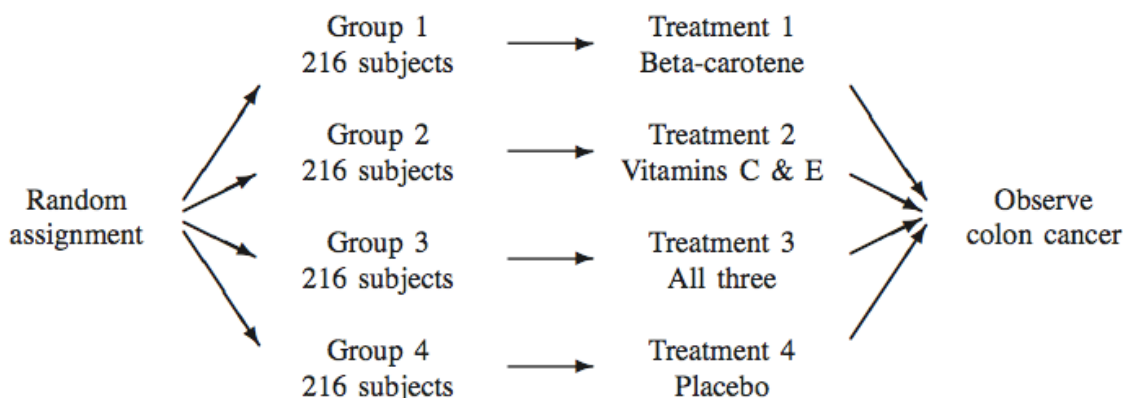 Random
assignment
Group 1
216 subjects
Treatment 1
Beta-carotene
Group 2
216 subjects
Treatment 2
Vitamins C & E
Group 3
216 subjects
Treatment 3
All three
Group 4
216 subjects
Treatment 4
Placebo
Observe
colon cancer